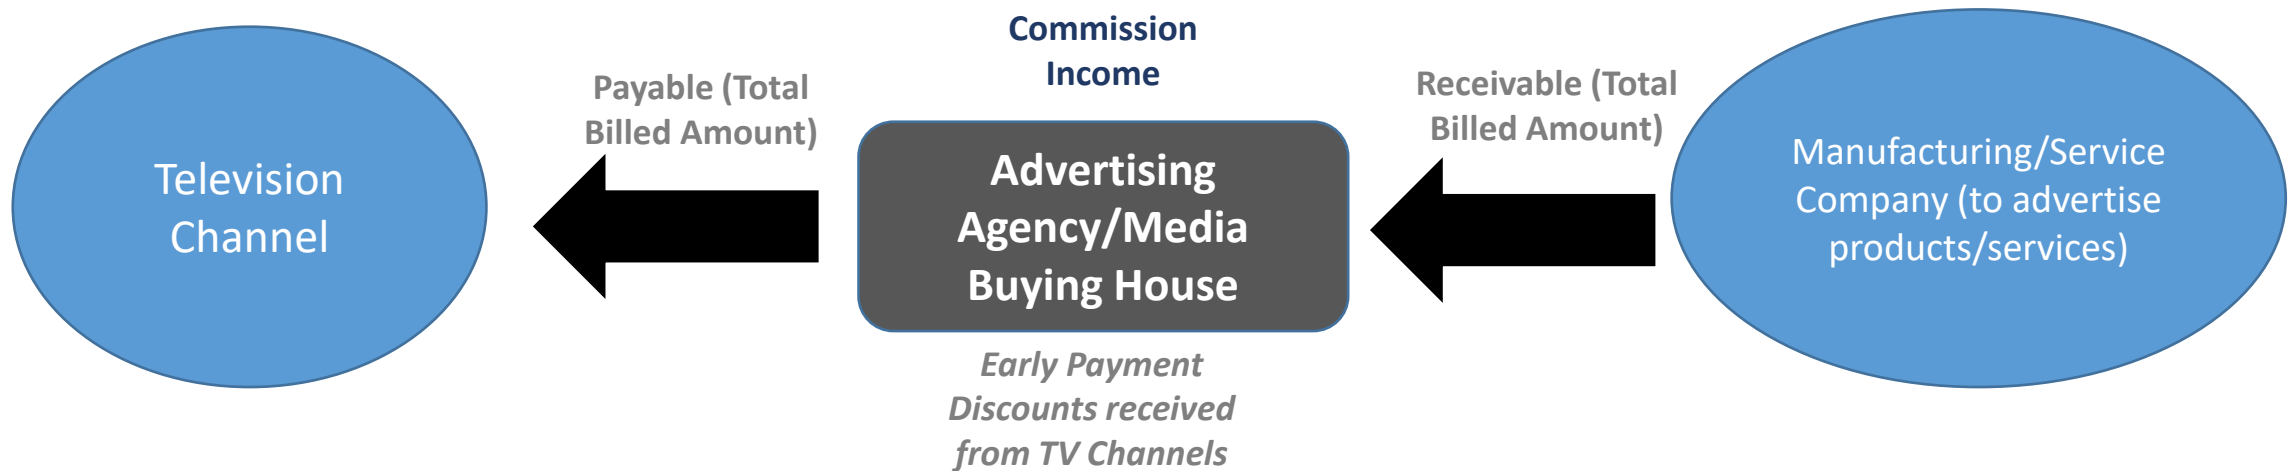 Television
Channel
Payable (Total
Billed Amount)
Commission
Income
Advertising
Agency/Media
Buying House
Early Payment
Discounts received
from TV Channels
Receivable (Total
Billed Amount)
Manufacturing/Service
Company (to advertise
products/services)